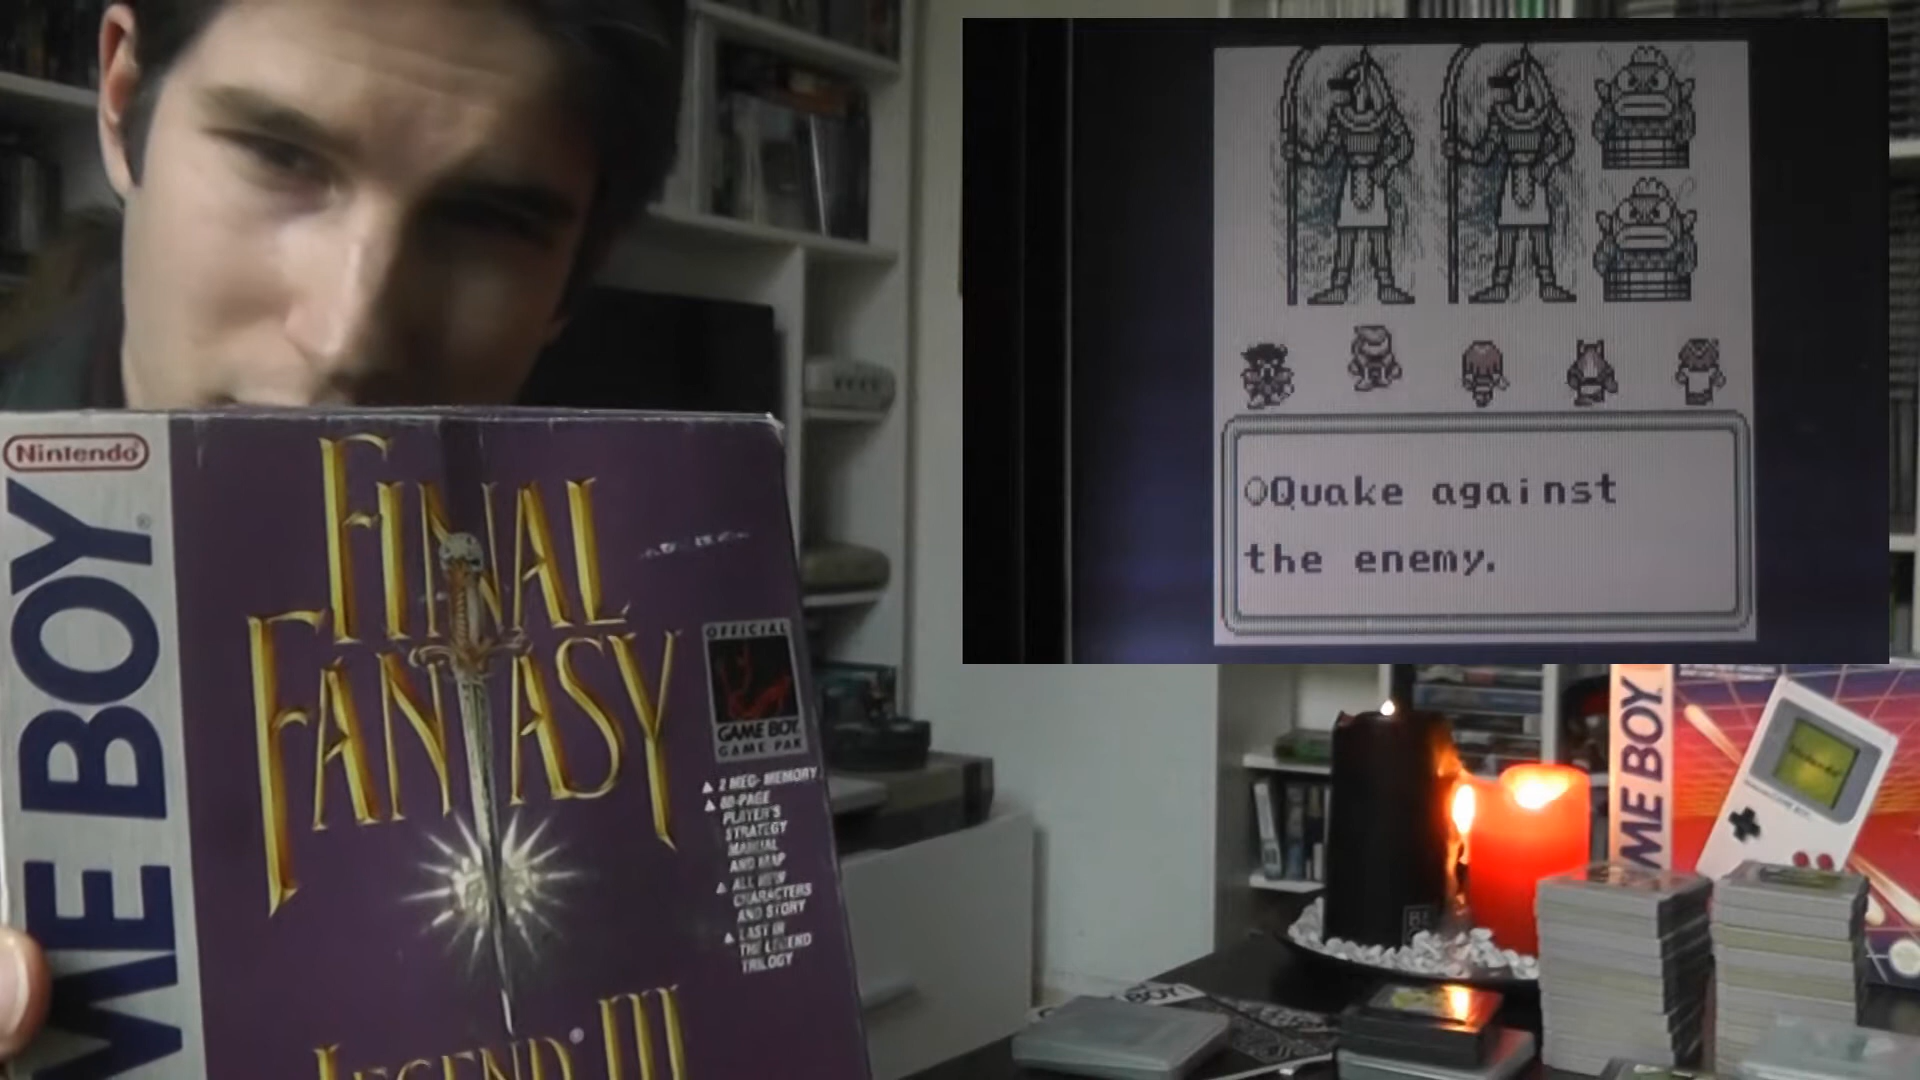 Nintendo
GAME BOY
FINAL
FANTASY
LEGEND® III
OFFICIAL
GAME BOY
GAME PAK
2 MEG- MEMORY
80-PAGE
PLAYER'S
STRATEGY
MANUAL
AND MAP
ALL NEW
CHARACTERS
AND STORY
LAST IN
THE LEGEND
TRILOGY
Quake against
the enemy.
GAME BOY
Nintendo
BOY